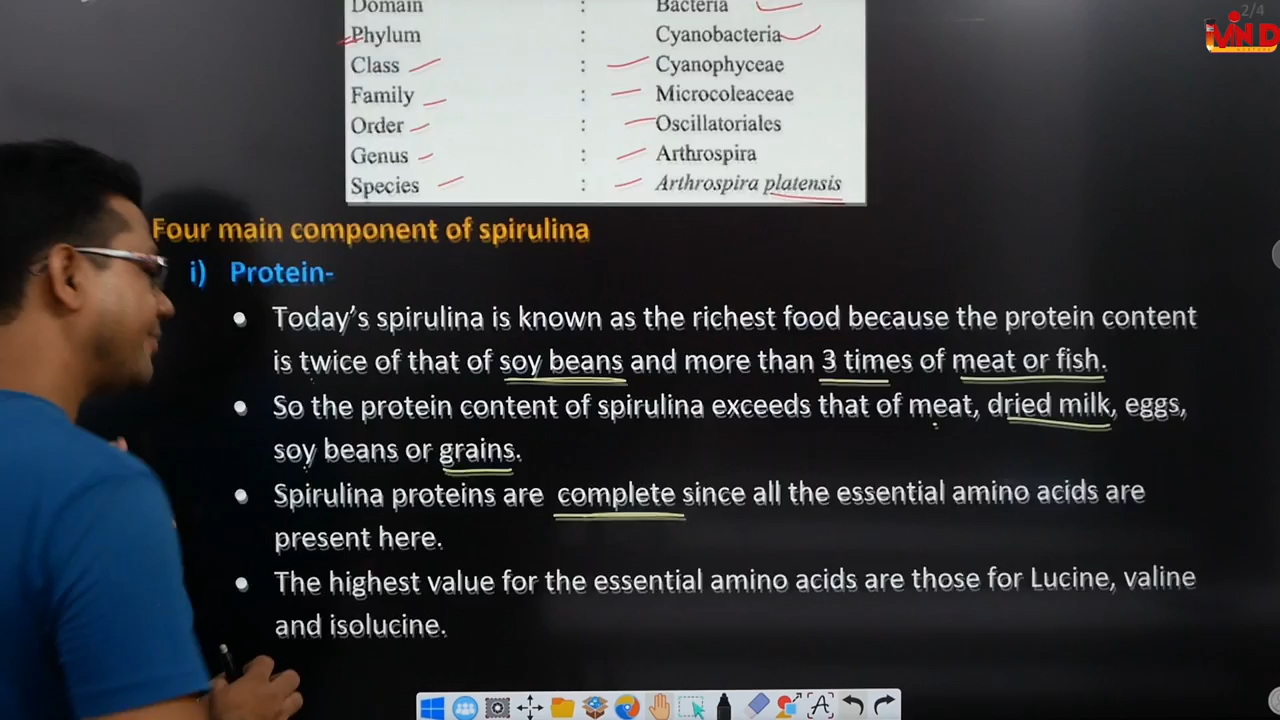 2/4
Domain : Bacteria
MIND
Phylum : Cyanobacteria
Class : Cyanophyceae
Family : Microcoleaceae
Order : Oscillatoriales
Genus : Arthrospira
Species : Arthrospira platensis
Four main component of spirulina
i) Protein-
• Today's spirulina is known as the richest food because the protein content
is twice of that of soy beans and more than 3 times of meat or fish.
• So the protein content of spirulina exceeds that of meat, dried milk, eggs,
soy beans or grains.
• Spirulina proteins are complete since all the essential amino acids are
present here.
• The highest value for the essential amino acids are those for Lucine, valine
and isolucine.